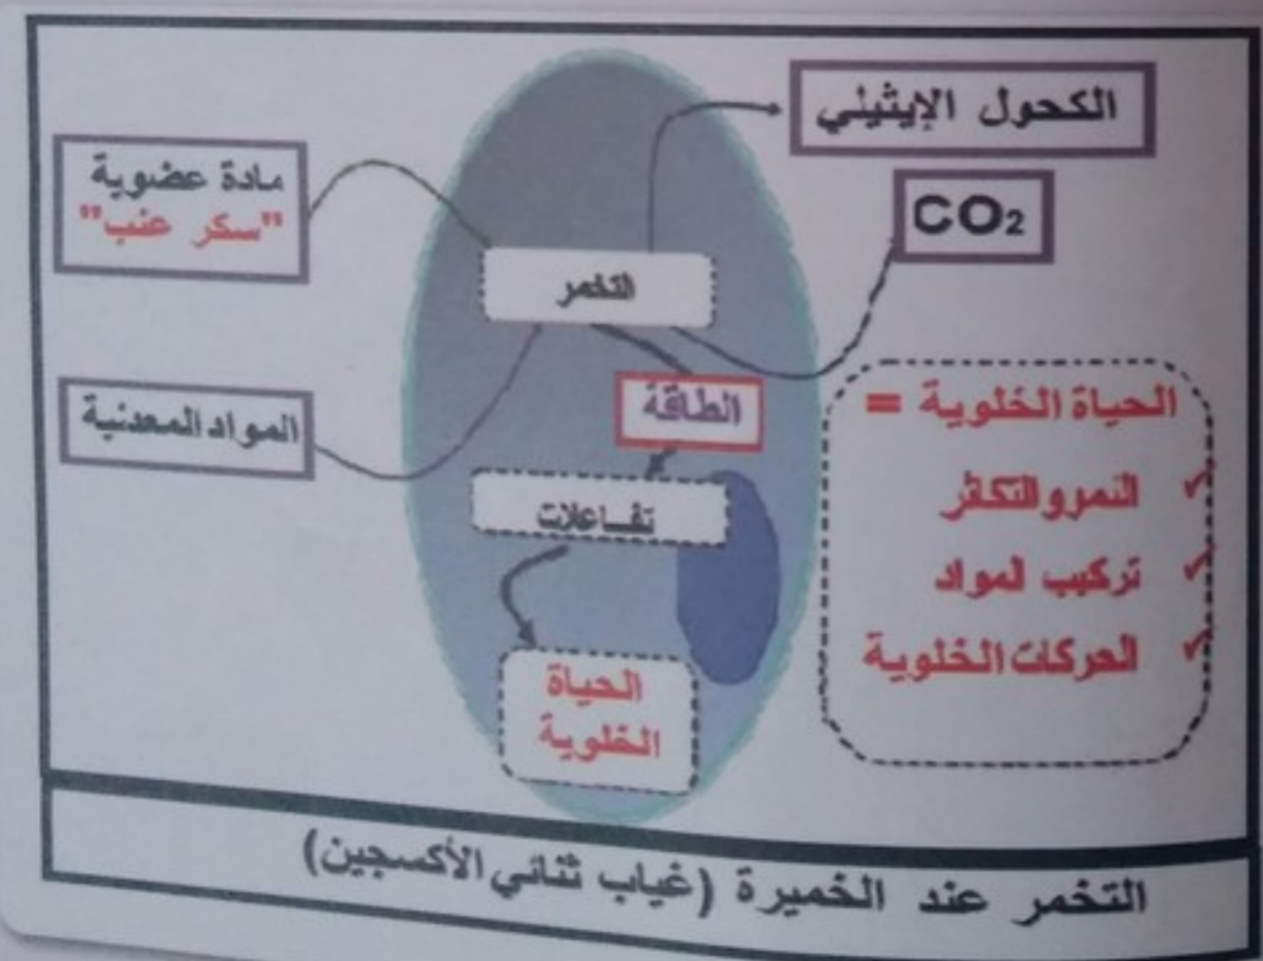 الكحول الإيثيلي
مادة عضوية
"سكر عنب"
CO₂
التخمر
الطاقة
المواد المعدنية
تفاعلات
الحياة
الخلوية
الحياة الخلوية =
النمو والتكاثر
تركيب المواد
الحركات الخلوية
التخمر عند الخميرة (غياب ثنائي الأكسجين)